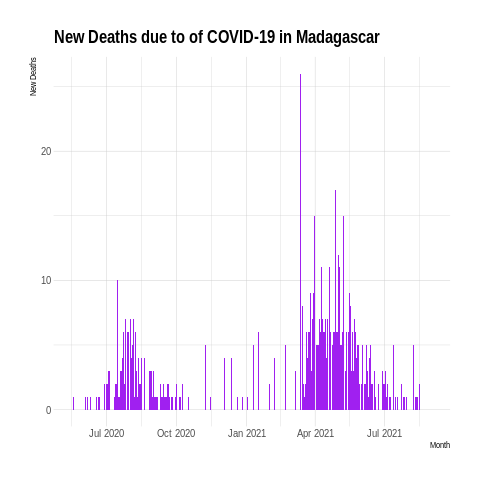 New Deaths due to of COVID-19 in Madagascar
New Deaths
20
10
0
Jul 2020 Oct 2020 Jan 2021 Apr 2021 Jul 2021
Month